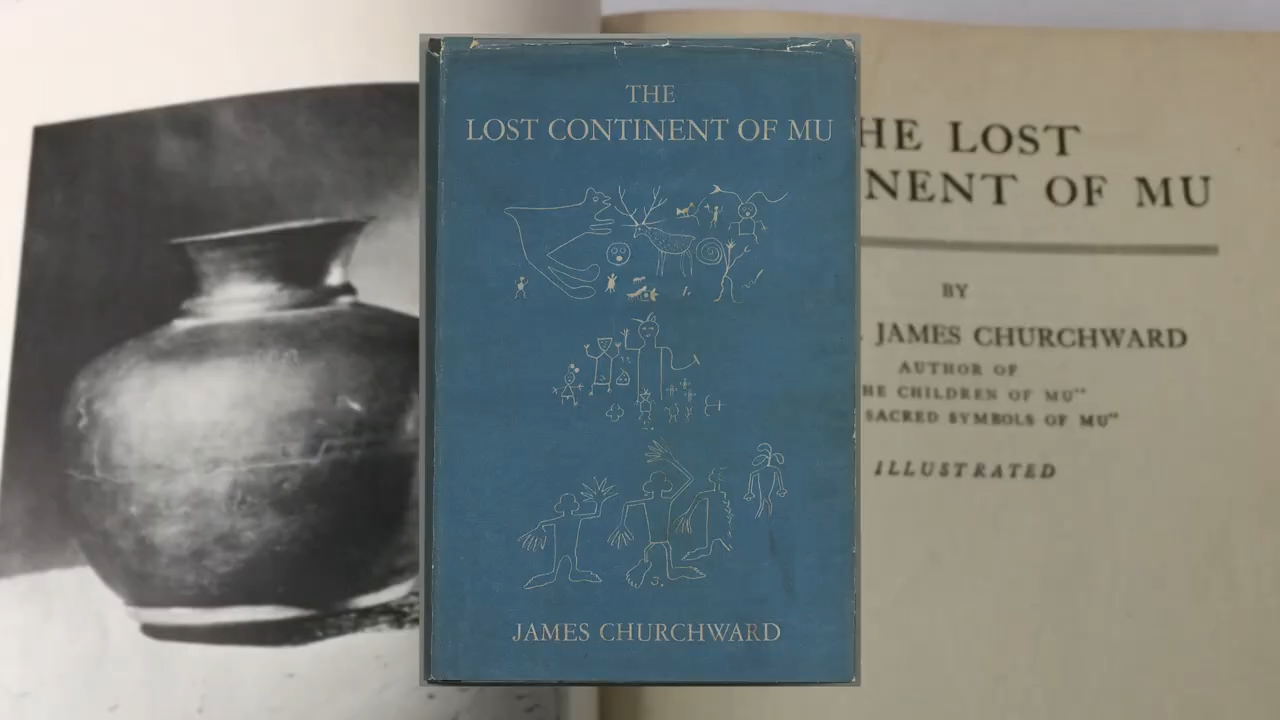 THE
LOST CONTINENT OF MU
JAMES CHURCHWARD
HE LOST
NENT OF MU
BY
JAMES CHURCHWARD
AUTHOR OF
HE CHILDREN OF MU"
SACRED SYMBOLS OF MU"
ILLUSTRATED